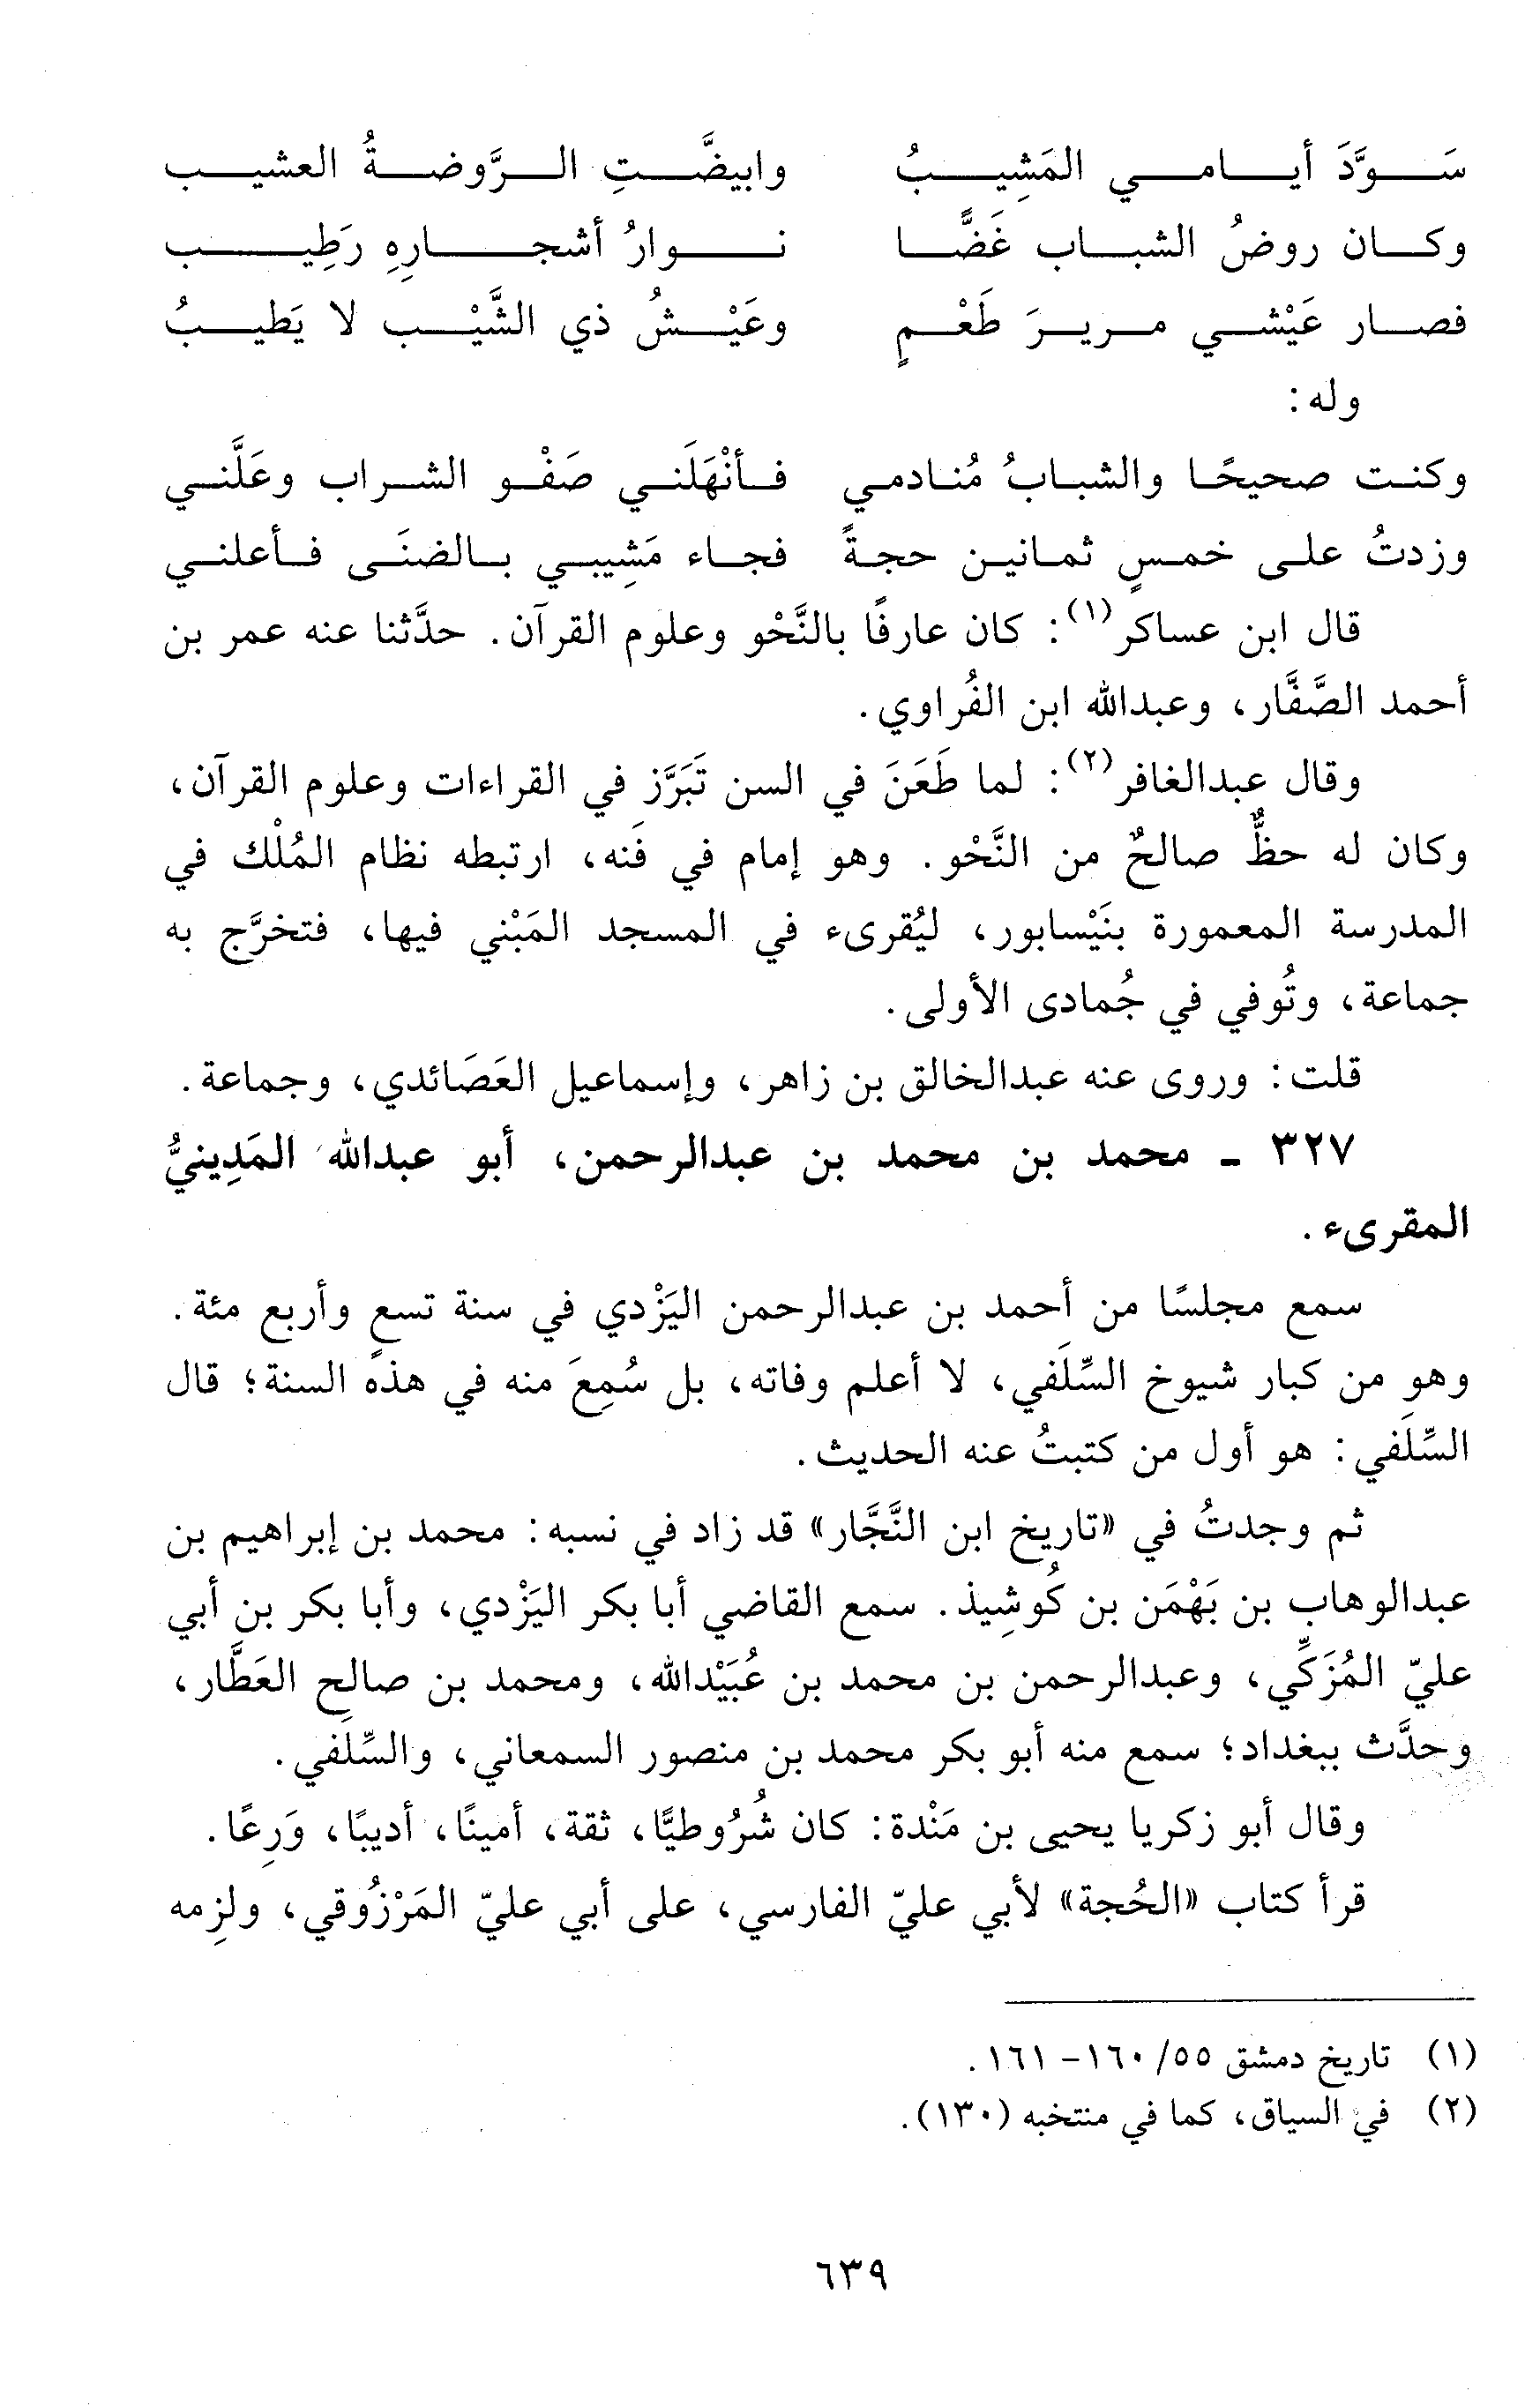 سَوَّدَ أيامي المَشِيبُ وابيضَّتِ الرَّوضةُ العشيب
وكان روضُ الشباب غَضًّا نوارُ أشجارِهِ رَطِيب
فصار عَيْشي مريرَ طَعْمٍ وعَيْشُ ذي الشَّيْب لا يَطيبُ
وله:
وكنت صحيحًا والشبابُ مُنادمي فأنْهَلَني صَفْو الشراب وعَلَّني
وزدتُ على خمسٍ ثمانين حجةً فجاء مَشِيبي بالضنَى فأعلني
قال ابن عساكر(١): كان عارفًا بالنَّحْو وعلوم القرآن. حدَّثنا عنه عمر بن
أحمد الصَّفَّار، وعبدالله ابن الفُراوي.
وقال عبدالغافر(٢): لما طَعَنَ في السن تَبَرَّز في القراءات وعلوم القرآن،
وكان له حظٌّ صالحٌ من النَّحْو. وهو إمام في فَنه، ارتبطه نظام المُلْك في
المدرسة المعمورة بنَيْسابور، ليُقرىء في المسجد المَبْني فيها، فتخرَّج به
جماعة، وتُوفي في جُمادى الأولى.
قلت: وروى عنه عبدالخالق بن زاهر، وإسماعيل العَصَائدي، وجماعة.
٣٢٧ ـ محمد بن محمد بن عبدالرحمن، أبو عبدالله المَدِينيُّ
المقرىء.
سمع مجلسًا من أحمد بن عبدالرحمن اليَزْدي في سنة تسعٍ وأربع مئة.
وهو من كبار شيوخ السِّلَفي، لا أعلم وفاته، بل سُمِعَ منه في هذه السنة؛ قال
السِّلَفي: هو أول من كتبتُ عنه الحديث.
ثم وجدتُ في «تاريخ ابن النَّجَّار» قد زاد في نسبه: محمد بن إبراهيم بن
عبدالوهاب بن بَهْمَن بن كُوشِيذ. سمع القاضي أبا بكر اليَزْدي، وأبا بكر بن أبي
عليّ المُزَكِّي، وعبدالرحمن بن محمد بن عُبَيْدالله، ومحمد بن صالح العَطَّار،
وحدَّث ببغداد؛ سمع منه أبو بكر محمد بن منصور السمعاني، والسِّلَفي.
وقال أبو زكريا يحيى بن مَنْدة: كان شُرُوطيًّا، ثقة، أمينًا، أديبًا، وَرِعًا.
قرأ كتاب «الحُجة» لأبي عليّ الفارسي، على أبي عليّ المَرْزُوقي، ولزِمه
(١) تاريخ دمشق ٥٥/ ١٦٠- ١٦١.
(٢) في السياق، كما في منتخبه (١٣٠).
٦٣٩